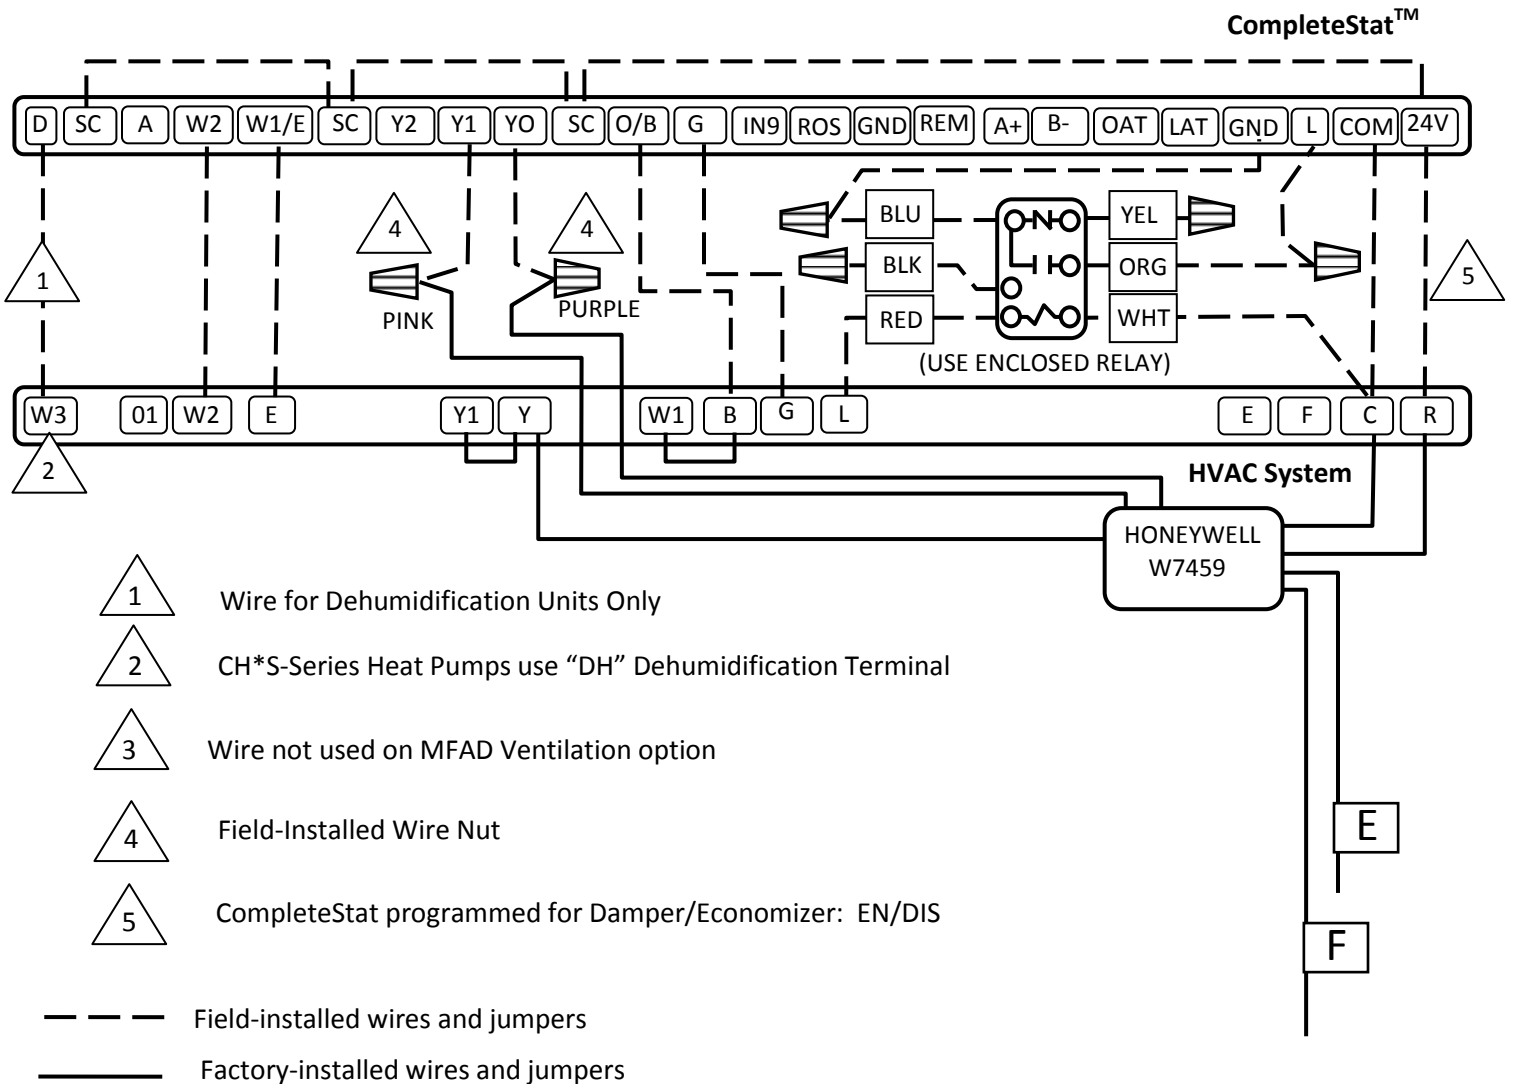 CompleteStat™
D SC A W2 W1/E SC Y2 Y1 YO SC O/B G IN9 ROS GND REM A+ B- OAT LAT GND L COM 24V
4 4
BLU YEL
1
BLK ORG
5
PINK PURPLE
RED WHT
(USE ENCLOSED RELAY)
W3 01 W2 E Y1 Y W1 B G L E F C R
2
HVAC System
HONEYWELL
W7459
1 Wire for Dehumidification Units Only
2 CH*S-Series Heat Pumps use “DH” Dehumidification Terminal
3 Wire not used on MFAD Ventilation option
4 Field-Installed Wire Nut
E
5 CompleteStat programmed for Damper/Economizer: EN/DIS
F
Field-installed wires and jumpers
Factory-installed wires and jumpers